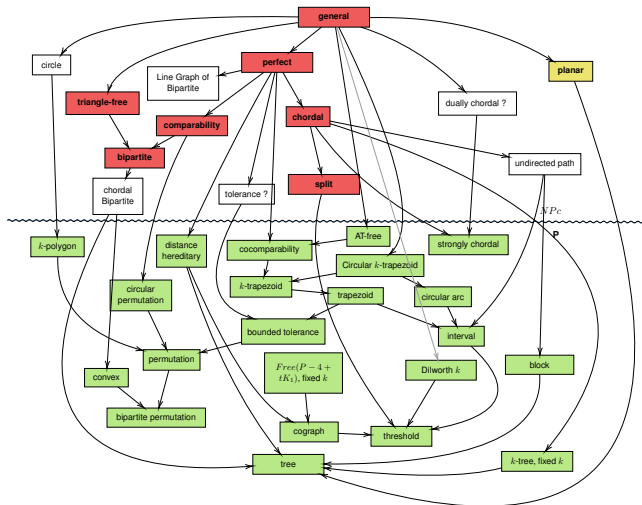 general
circle
perfect
planar
Line Graph of
Bipartite
triangle-free
dually chordal ?
comparability
chordal
bipartite
undirected path
chordal
Bipartite
split
tolerance ?
NPc
P
k-polygon
distance
hereditary
cocomparability
AT-free
strongly chordal
Circular k-trapezoid
k-trapezoid
circular
permutation
trapezoid
circular arc
bounded tolerance
interval
permutation
convex
Free(P − 4 +
tK₁), fixed k
Dilworth k
block
bipartite permutation
cograph
threshold
tree
k-tree, fixed k